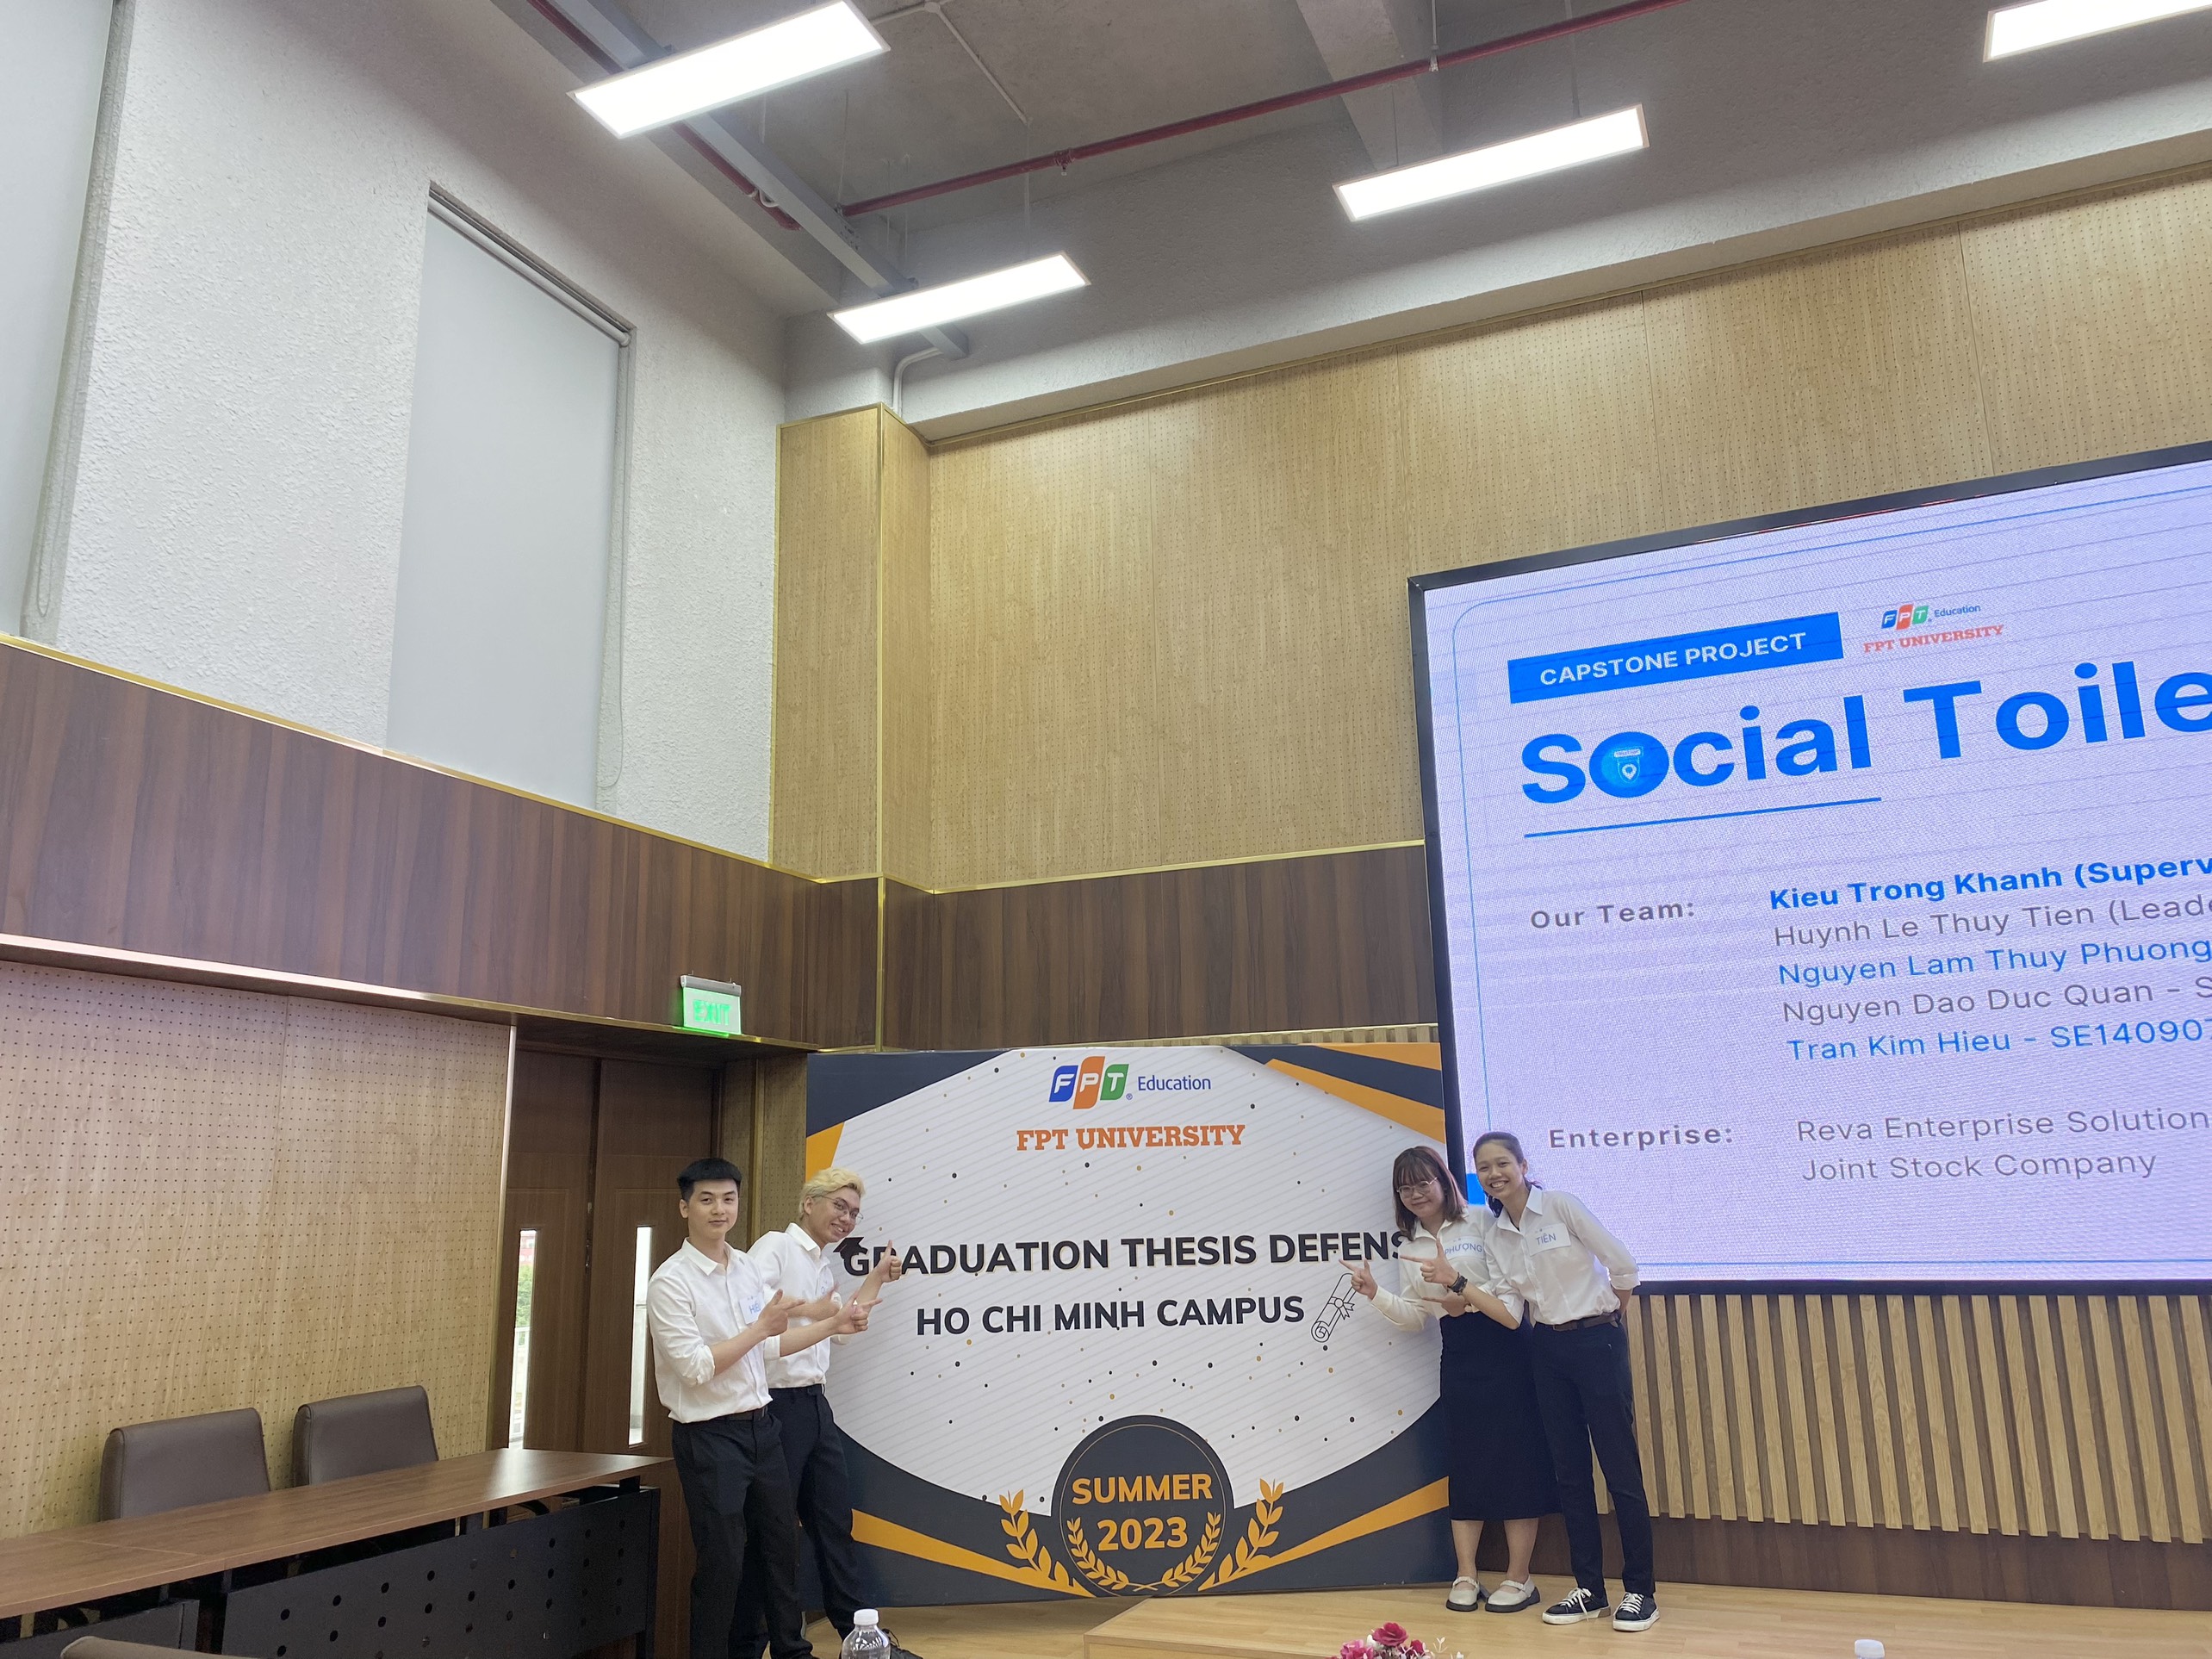 EXIT
FPT Education
FPT UNIVERSITY
GRADUATION THESIS DEFENS
HO CHI MINH CAMPUS
SUMMER
2023
PHƯỢNG
TIÊN
CAPSTONE PROJECT
FPT Education
FPT UNIVERSITY
Social Toile
Our Team:
Kieu Trong Khanh (Superv
Huynh Le Thuy Tien (Lead
Nguyen Lam Thuy Phuong
Nguyen Dao Duc Quan – S
Tran Kim Hieu – SE14090
Enterprise:
Reva Enterprise Solution
Joint Stock Company